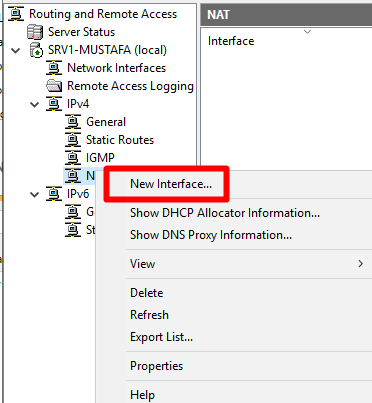 Routing and Remote Access
Server Status
SRV1-MUSTAFA (local)
Network Interfaces
Remote Access Logging
IPv4
General
Static Routes
IGMP
N
IPv6
G
St
NAT
Interface
New Interface...
Show DHCP Allocator Information...
Show DNS Proxy Information...
View
Delete
Refresh
Export List...
Properties
Help